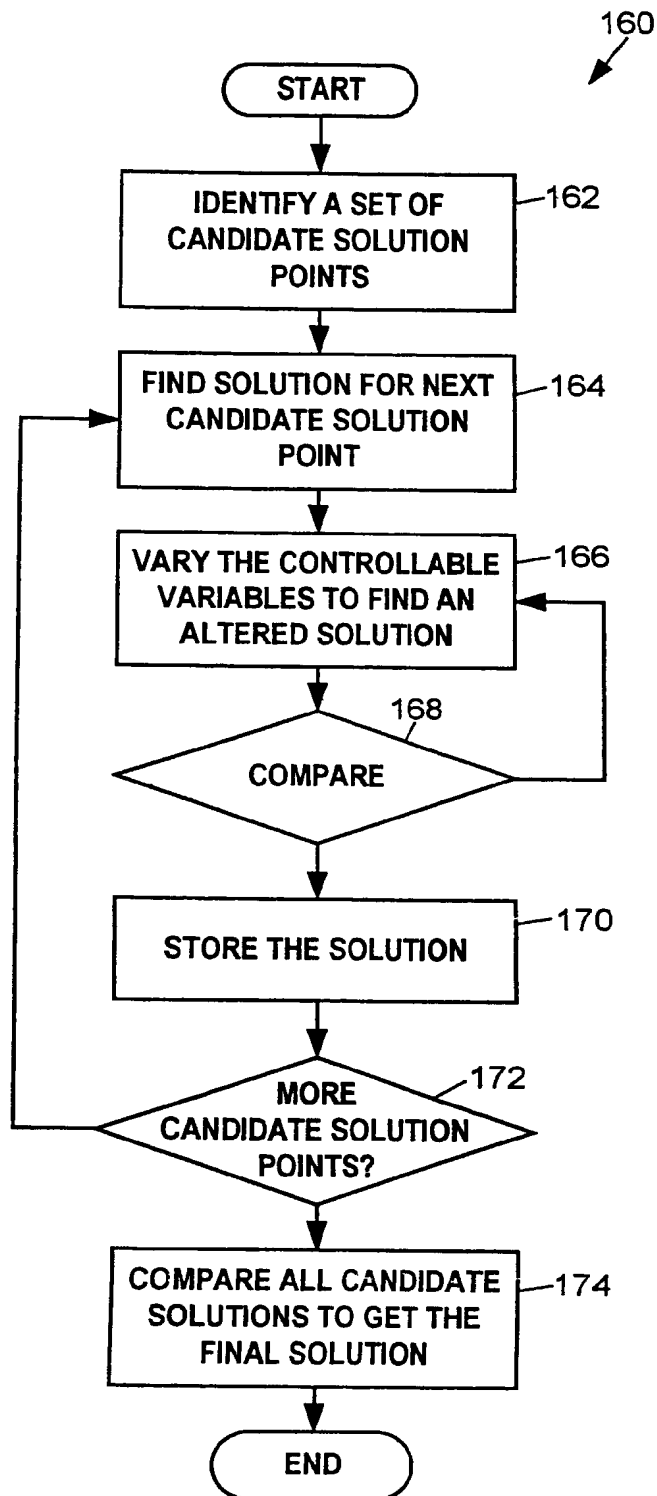 160
START
IDENTIFY A SET OF
CANDIDATE SOLUTION
POINTS
162
FIND SOLUTION FOR NEXT
CANDIDATE SOLUTION
POINT
164
VARY THE CONTROLLABLE
VARIABLES TO FIND AN
ALTERED SOLUTION
166
168
COMPARE
STORE THE SOLUTION
170
MORE
CANDIDATE SOLUTION
POINTS?
172
COMPARE ALL CANDIDATE
SOLUTIONS TO GET THE
FINAL SOLUTION
174
END